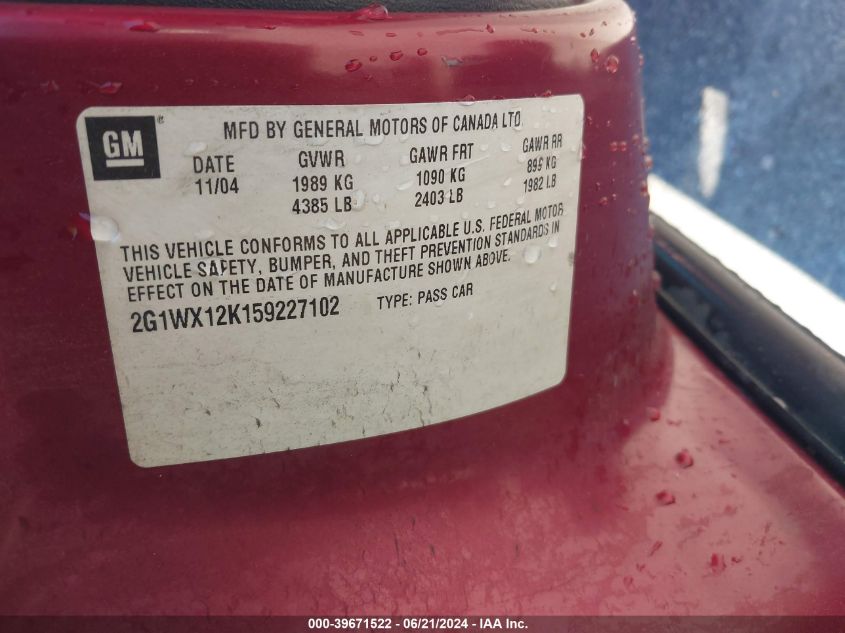 GM
MFD BY GENERAL MOTORS OF CANADA LTD
DATE GVWR GAWR FRT GAWR RR
11/04 1989 KG 1090 KG 899 KG
4385 LB 2403 LB 1982 LB
THIS VEHICLE CONFORMS TO ALL APPLICABLE U.S. FEDERAL MOTOR
VEHICLE SAFETY, BUMPER, AND THEFT PREVENTION STANDARDS IN
EFFECT ON THE DATE OF MANUFACTURE SHOWN ABOVE.
2G1WX12K159227102 TYPE: PASS CAR
000-39671522 - 06/21/2024 - IAA Inc.